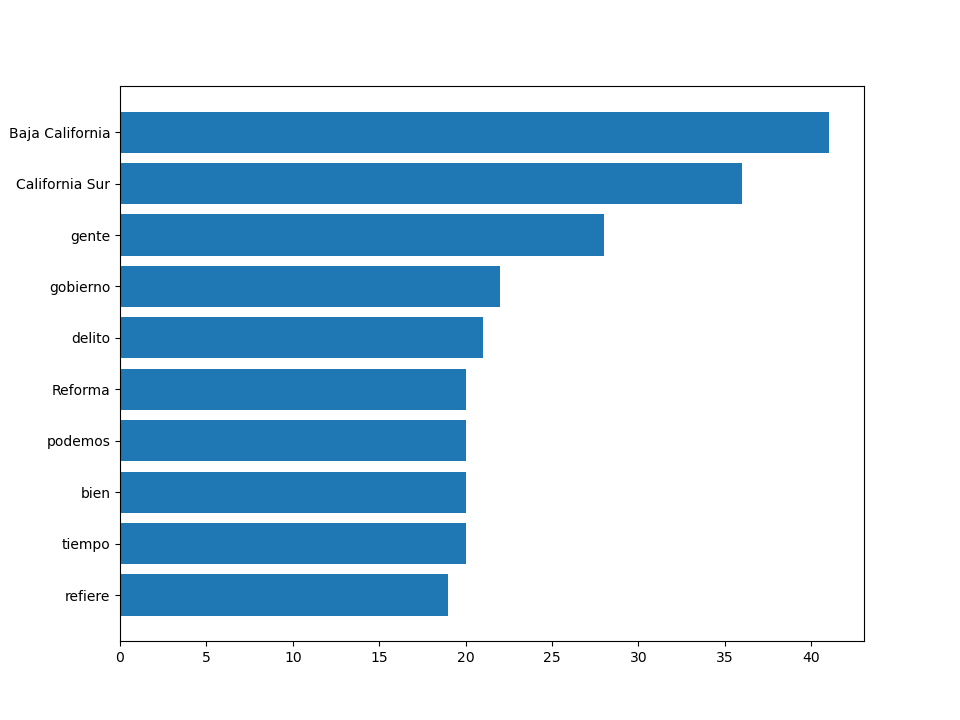 Baja California
California Sur
gente
gobierno
delito
Reforma
podemos
bien
tiempo
refiere
0 5 10 15 20 25 30 35 40